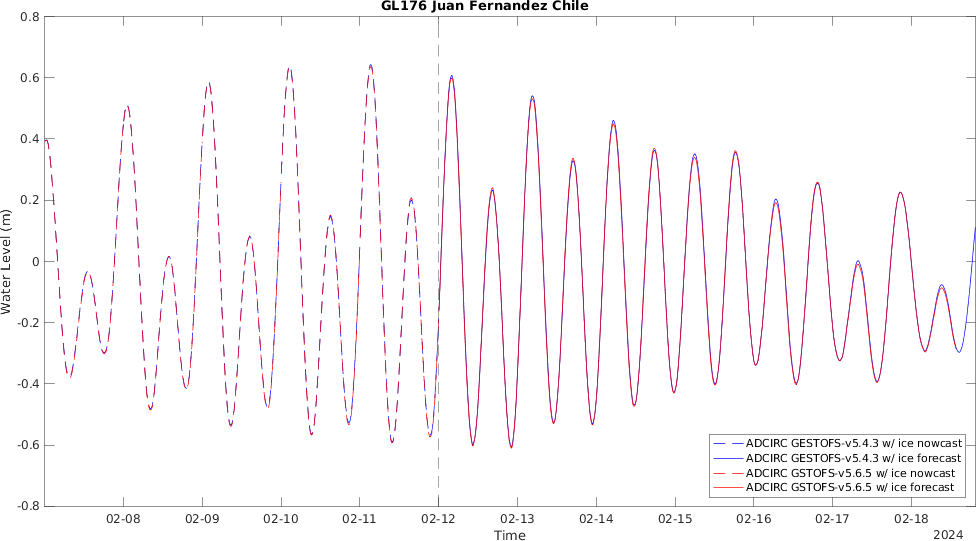 GL176 Juan Fernandez Chile
0.8
0.6
0.4
0.2
0
-0.2
-0.4
-0.6
-0.8
Water Level (m)
ADCIRC GESTOFS-v5.4.3 w/ ice nowcast
ADCIRC GESTOFS-v5.4.3 w/ ice forecast
ADCIRC GSTOFS-v5.6.5 w/ ice nowcast
ADCIRC GSTOFS-v5.6.5 w/ ice forecast
02-08 02-09 02-10 02-11 02-12 02-13 02-14 02-15 02-16 02-17 02-18
Time
2024